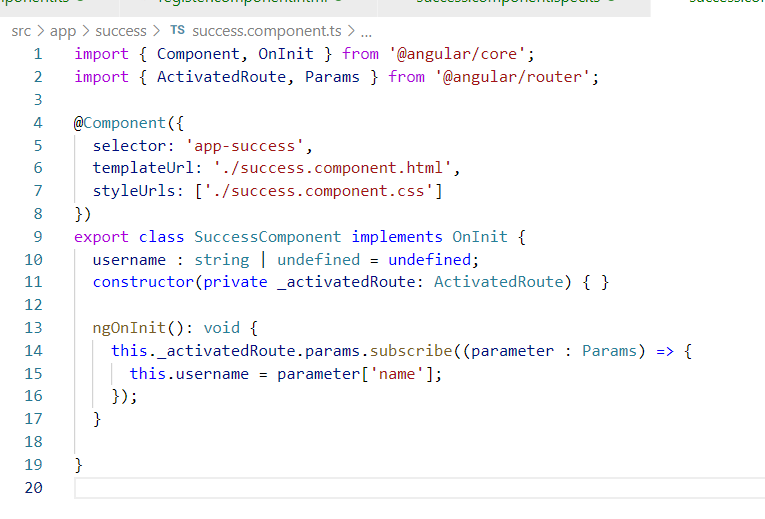 src > app > success > TS success.component.ts > ...
1 import { Component, OnInit } from '@angular/core';
2 import { ActivatedRoute, Params } from '@angular/router';
3
4 @Component({
5 selector: 'app-success',
6 templateUrl: './success.component.html',
7 styleUrls: ['./success.component.css']
8 })
9 export class SuccessComponent implements OnInit {
10 username : string | undefined = undefined;
11 constructor(private _activatedRoute: ActivatedRoute) { }
12
13 ngOnInit(): void {
14 this._activatedRoute.params.subscribe((parameter : Params) => {
15 this.username = parameter['name'];
16 });
17 }
18
19 }
20